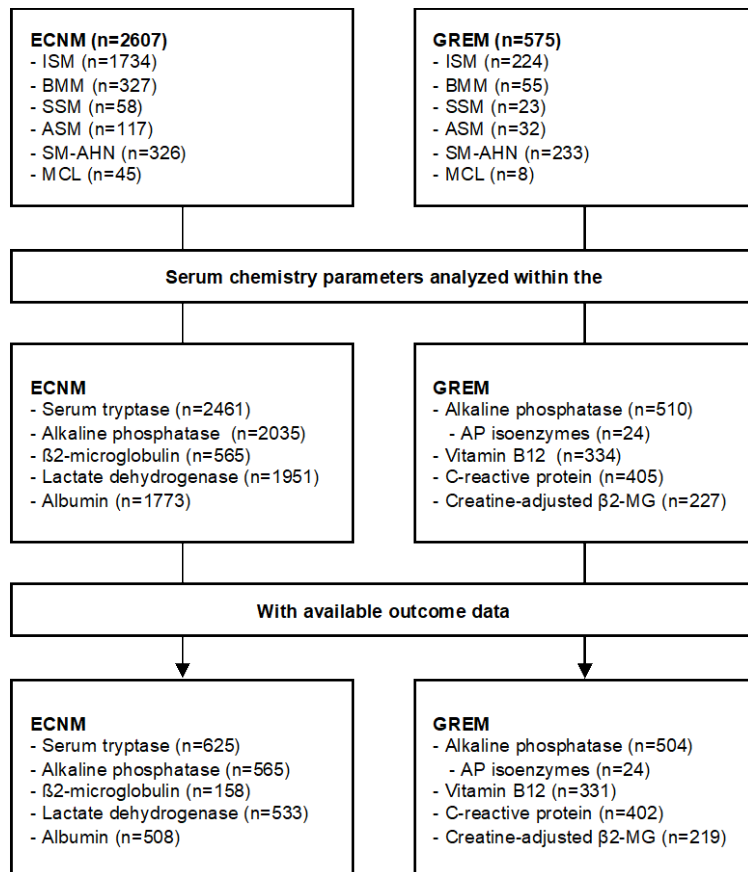 ECNM (n=2607)
- ISM (n=1734)
- BMM (n=327)
- SSM (n=58)
- ASM (n=117)
- SM-AHN (n=326)
- MCL (n=45)
GREM (n=575)
- ISM (n=224)
- BMM (n=55)
- SSM (n=23)
- ASM (n=32)
- SM-AHN (n=233)
- MCL (n=8)
Serum chemistry parameters analyzed within the
ECNM
- Serum tryptase (n=2461)
- Alkaline phosphatase (n=2035)
- ß2-microglobulin (n=565)
- Lactate dehydrogenase (n=1951)
- Albumin (n=1773)
GREM
- Alkaline phosphatase (n=510)
- AP isoenzymes (n=24)
- Vitamin B12 (n=334)
- C-reactive protein (n=405)
- Creatine-adjusted β2-MG (n=227)
With available outcome data
ECNM
- Serum tryptase (n=625)
- Alkaline phosphatase (n=565)
- ß2-microglobulin (n=158)
- Lactate dehydrogenase (n=533)
- Albumin (n=508)
GREM
- Alkaline phosphatase (n=504)
- AP isoenzymes (n=24)
- Vitamin B12 (n=331)
- C-reactive protein (n=402)
- Creatine-adjusted β2-MG (n=219)